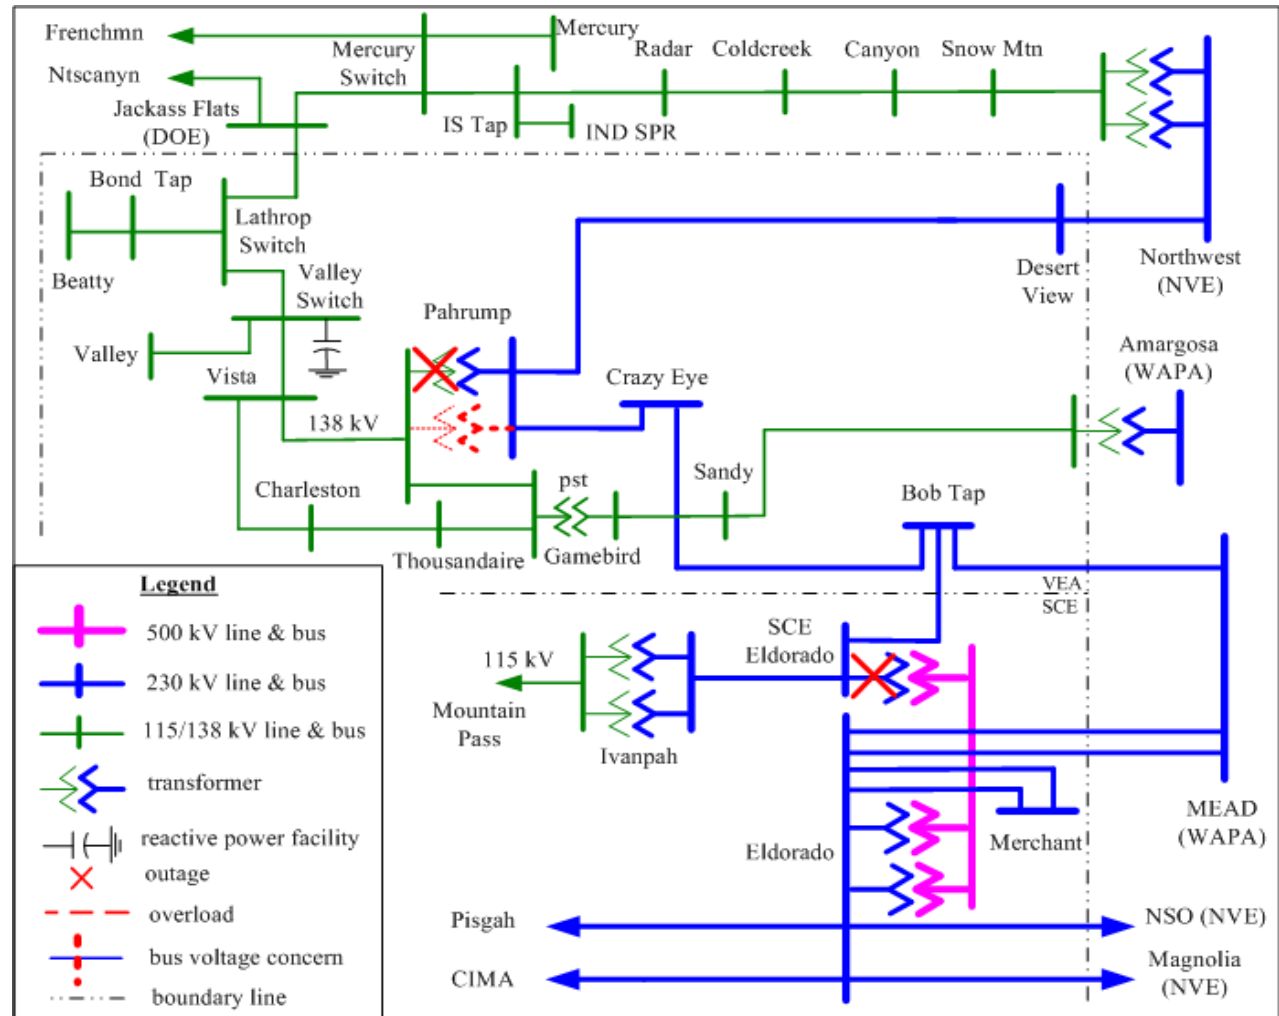 Frenchmn
Mercury
Mercury
Switch
Radar
Coldcreek
Canyon
Snow Mtn
Ntscanyn
Jackass Flats
(DOE)
IS Tap
IND SPR
Bond Tap
Lathrop
Switch
Beatty
Valley
Switch
Desert
View
Northwest
(NVE)
Pahrump
Valley
Vista
Crazy Eye
Amargosa
(WAPA)
138 kV
Charleston
pst
Sandy
Bob Tap
Thousandaire
Gamebird
VEA
SCE
Legend
500 kV line & bus
230 kV line & bus
115/138 kV line & bus
transformer
reactive power facility
outage
overload
bus voltage concern
boundary line
SCE
Eldorado
115 kV
Mountain
Pass
Ivanpah
MEAD
(WAPA)
Merchant
Eldorado
Pisgah
NSO (NVE)
CIMA
Magnolia
(NVE)